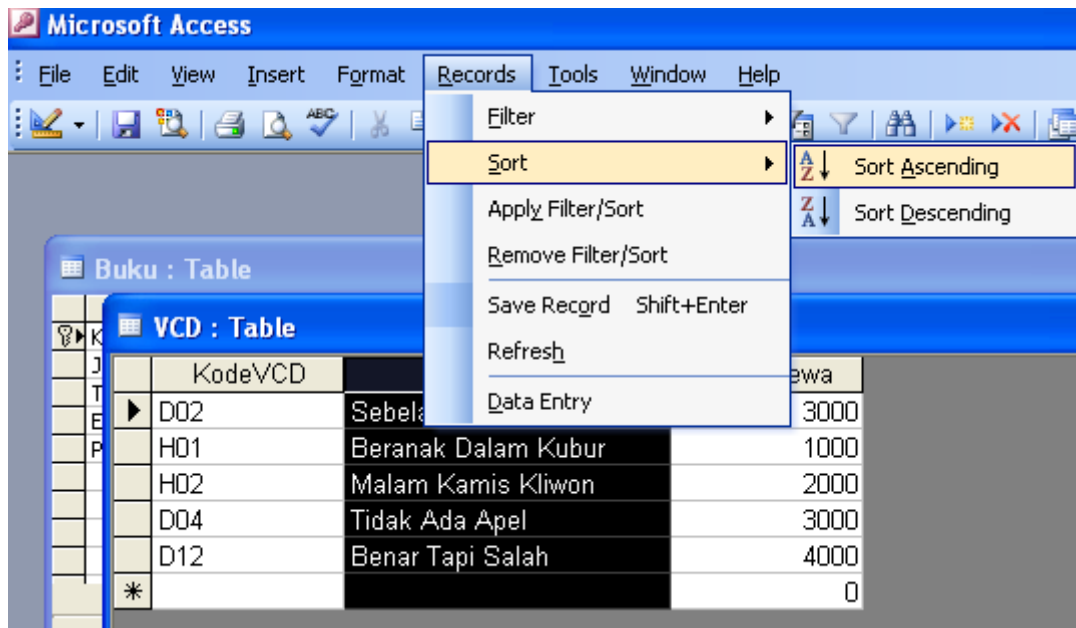 Microsoft Access
File Edit View Insert Format Records Tools Window Help
ABC
Filter
Sort
Sort Ascending
Sort Descending
Apply Filter/Sort
Remove Filter/Sort
Save Record Shift+Enter
Refresh
Data Entry
Buku : Table
VCD : Table
K
J
T
E
P
KodeVCD ewa
D02 Sebela 3000
H01 Beranak Dalam Kubur 1000
H02 Malam Kamis Kliwon 2000
D04 Tidak Ada Apel 3000
D12 Benar Tapi Salah 4000
0